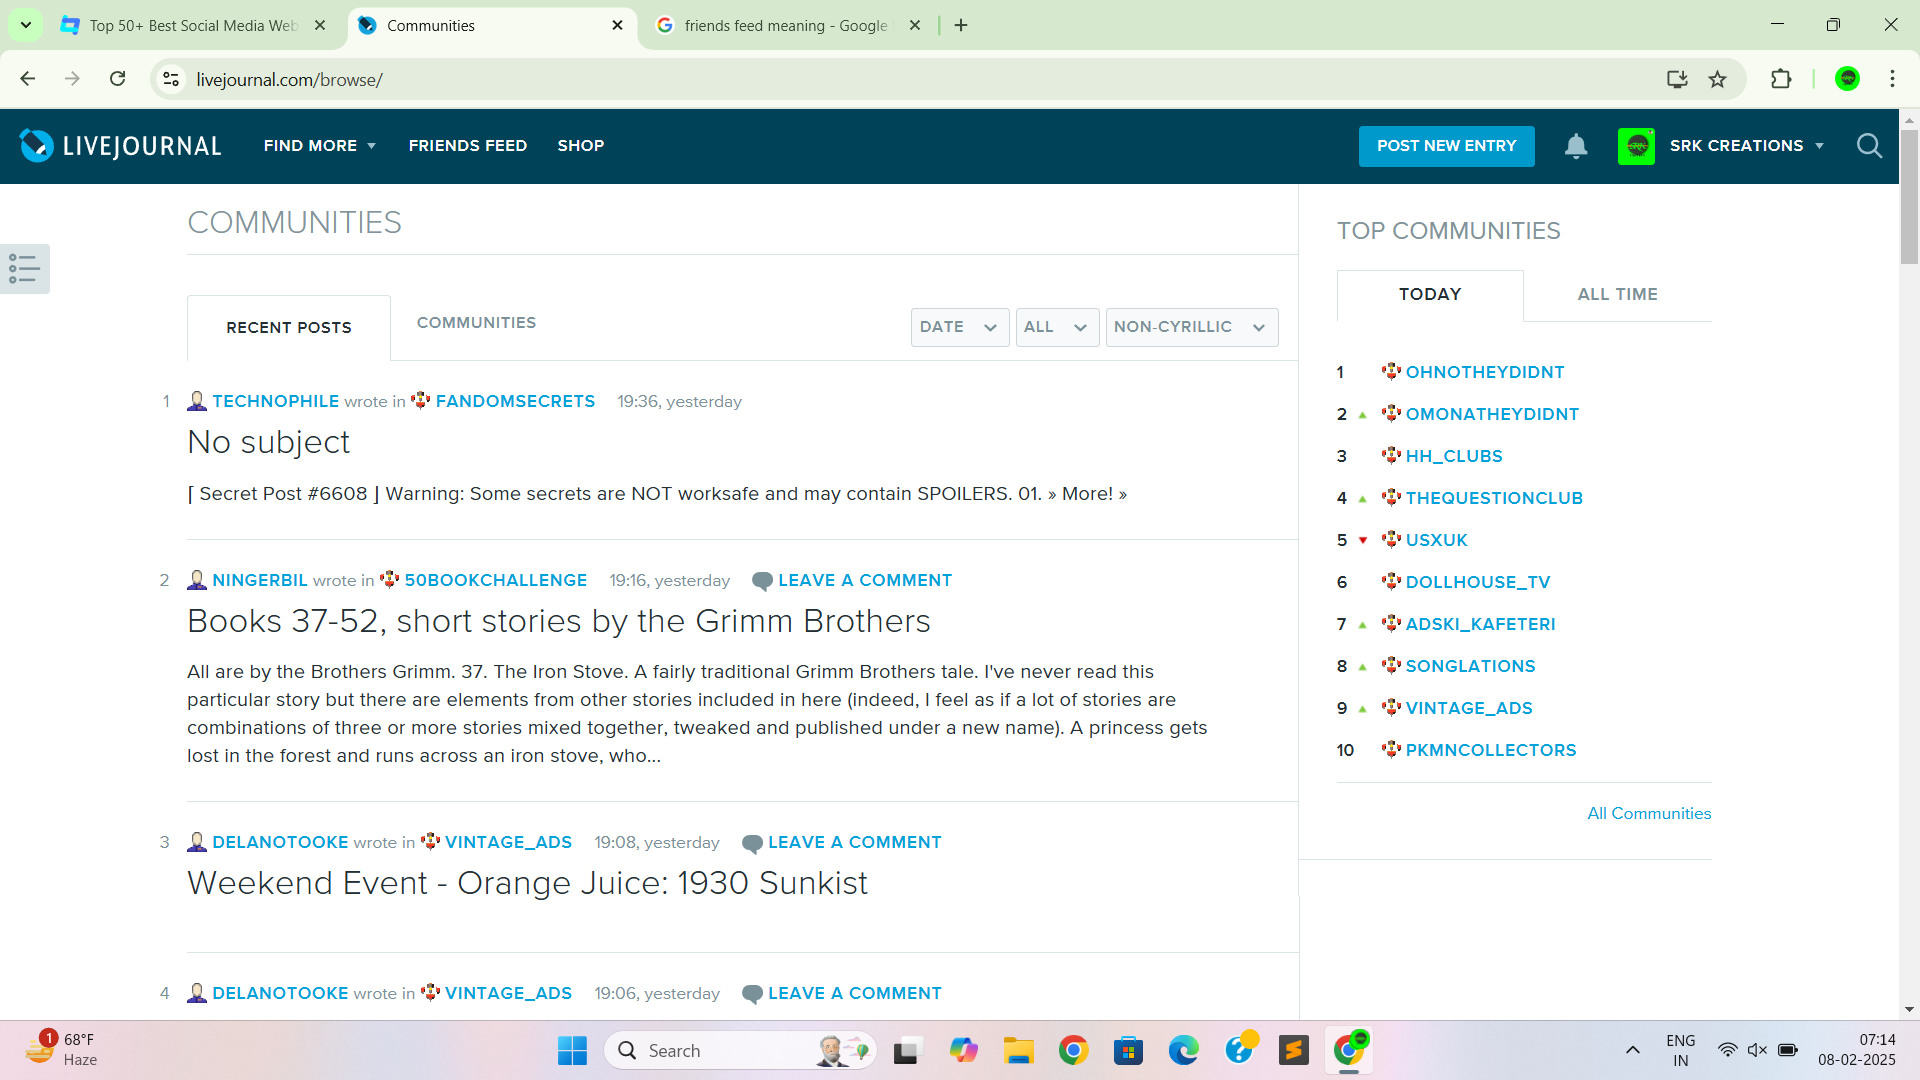 Top 50+ Best Social Media Web
Communities
friends feed meaning - Google
livejournal.com/browse/
LIVEJOURNAL
FIND MORE
FRIENDS FEED
SHOP
POST NEW ENTRY
SRK CREATIONS
COMMUNITIES
RECENT POSTS
COMMUNITIES
DATE
ALL
NON-CYRILLIC
1 TECHNOPHILE wrote in FANDOMSECRETS 19:36, yesterday
No subject
⌈ Secret Post #6608 ⌋ Warning: Some secrets are NOT worksafe and may contain SPOILERS. 01. » More! »
2 NINGERBIL wrote in 50BOOKCHALLENGE 19:16, yesterday LEAVE A COMMENT
Books 37-52, short stories by the Grimm Brothers
All are by the Brothers Grimm. 37. The Iron Stove. A fairly traditional Grimm Brothers tale. I've never read this
particular story but there are elements from other stories included in here (indeed, I feel as if a lot of stories are
combinations of three or more stories mixed together, tweaked and published under a new name). A princess gets
lost in the forest and runs across an iron stove, who...
3 DELANOTOOKE wrote in VINTAGE_ADS 19:08, yesterday LEAVE A COMMENT
Weekend Event - Orange Juice: 1930 Sunkist
4 DELANOTOOKE wrote in VINTAGE_ADS 19:06, yesterday LEAVE A COMMENT
TOP COMMUNITIES
TODAY
ALL TIME
1 OHNOTHEYDIDNT
2 OMONATHEYDIDNT
3 HH_CLUBS
4 THEQUESTIONCLUB
5 USXUK
6 DOLLHOUSE_TV
7 ADSKI_KAFETERI
8 SONGLATIONS
9 VINTAGE_ADS
10 PKMNCOLLECTORS
All Communities
1
68°F
Haze
Search
ENG
IN
07:14
08-02-2025